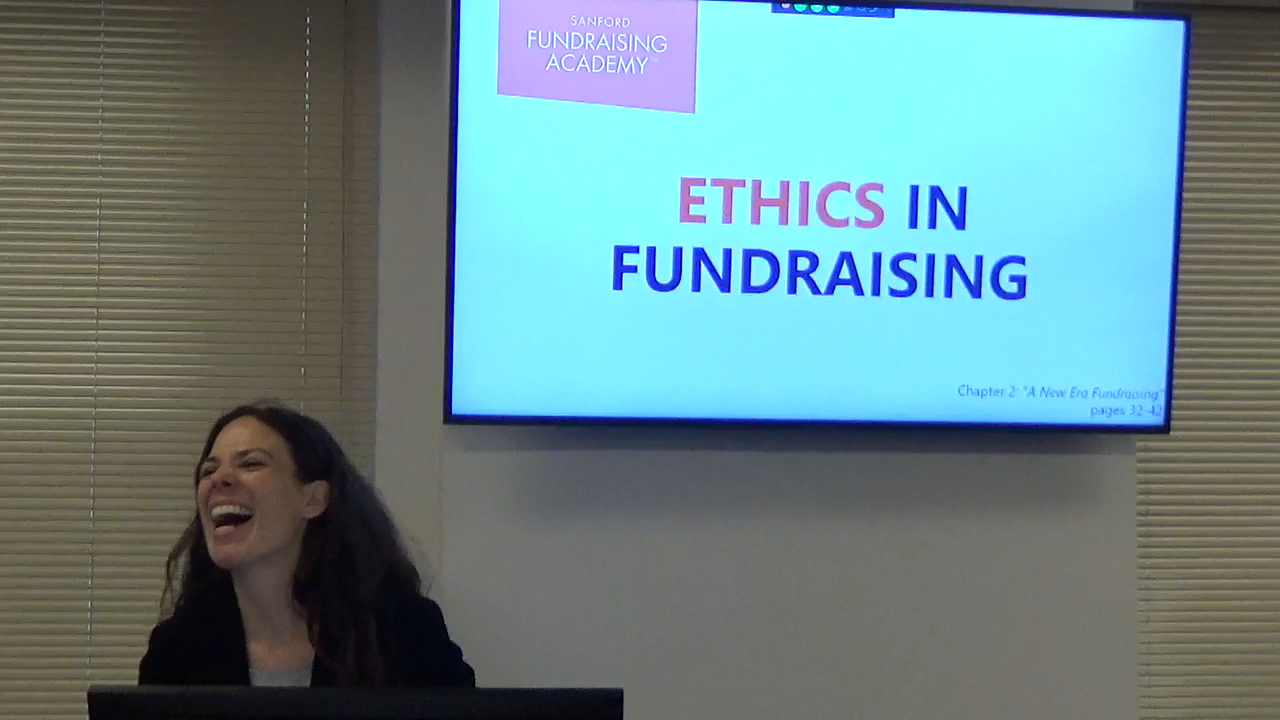 SANFORD
FUNDRAISING
ACADEMY
ETHICS IN
FUNDRAISING
Chapter 2: "A New Era Fundraising"
pages 32-42